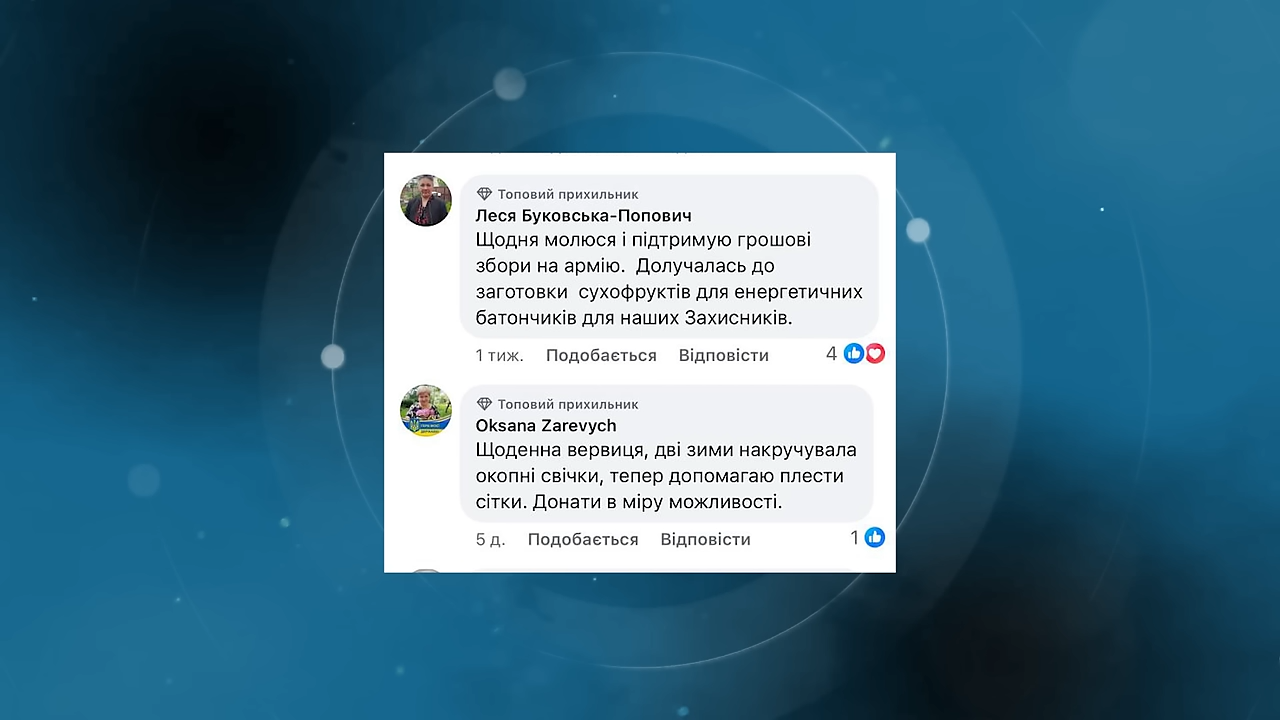 Топовий прихильник
Леся Буковська-Попович
Щодня молюся і підтримую грошові
збори на армію. Долучалась до
заготовки сухофруктів для енергетичних
батончиків для наших Захисників.
1 тиж. Подобається Відповісти 4
Топовий прихильник
Oksana Zarevych
Щоденна вервиця, дві зими накручувала
окопні свічки, тепер допомагаю плести
сітки. Донати в міру можливості.
5 д. Подобається Відповісти 1